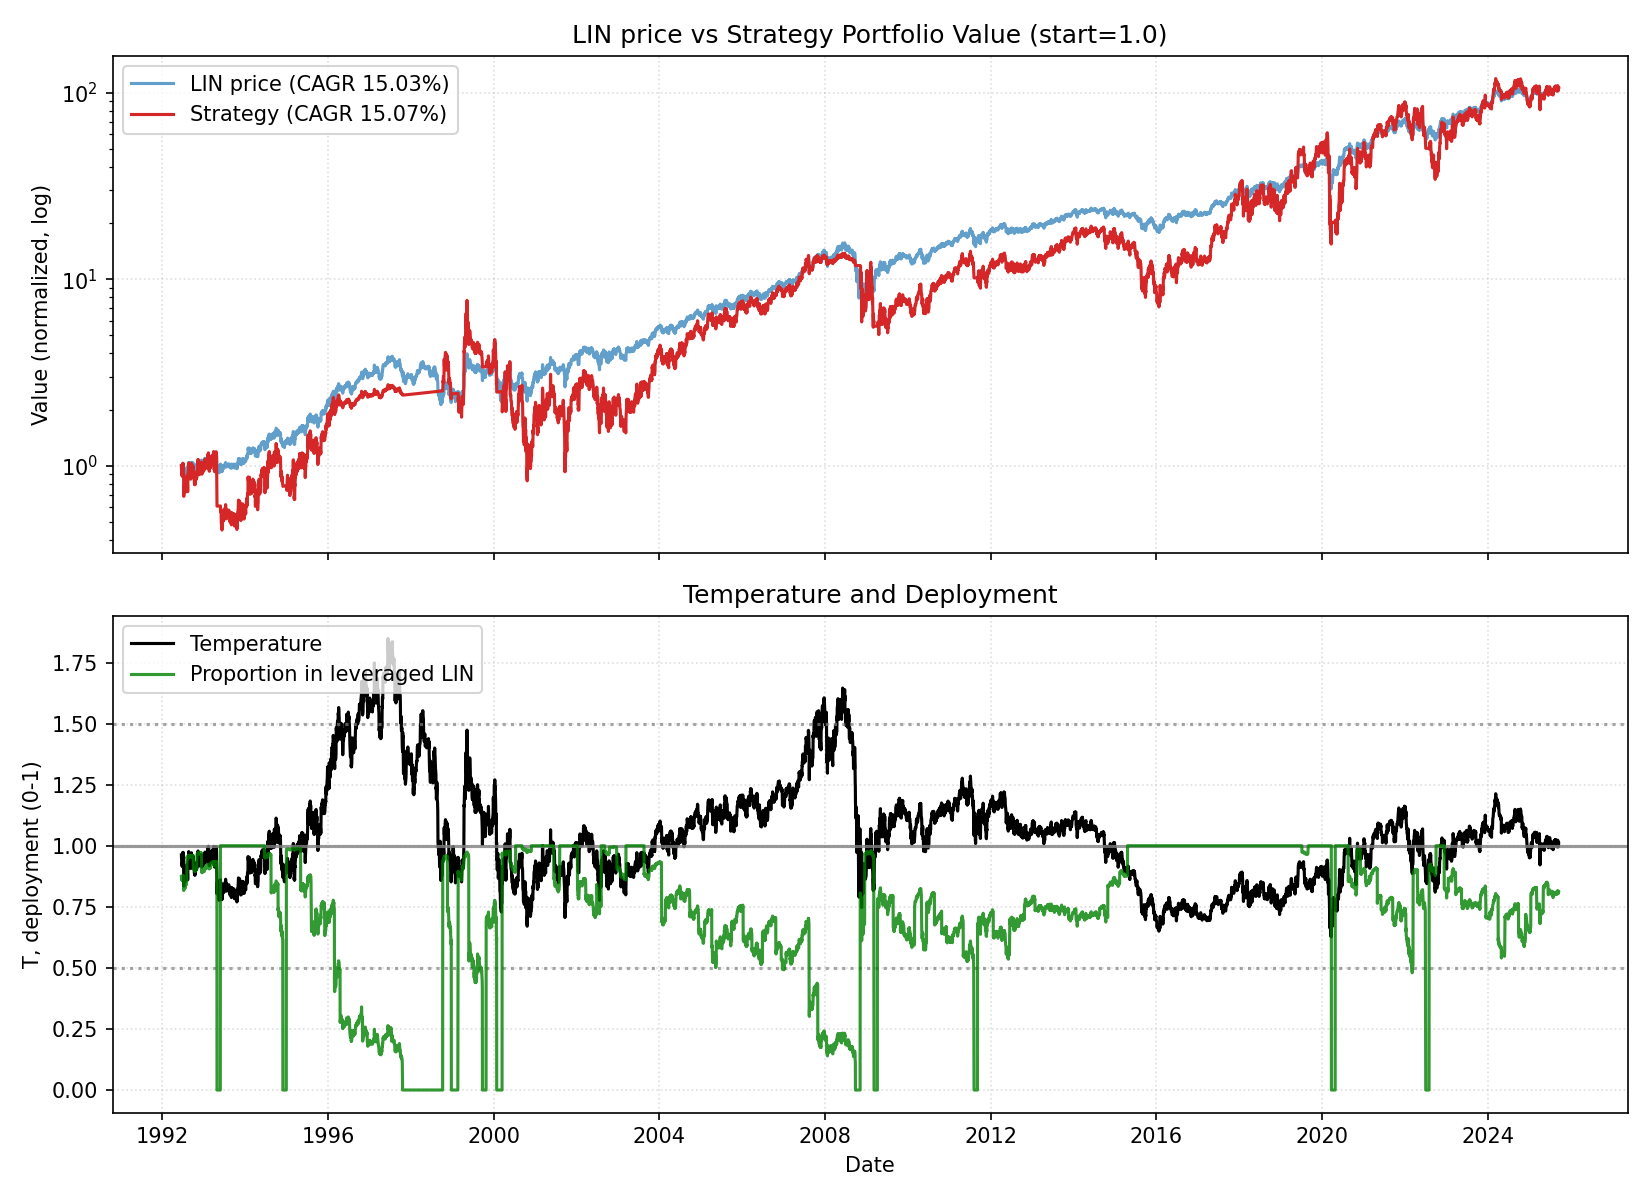 LIN price vs Strategy Portfolio Value (start=1.0)
LIN price (CAGR 15.03%)
Strategy (CAGR 15.07%)
Value (normalized, log)
10²
10¹
10⁰
Temperature and Deployment
Temperature
Proportion in leveraged LIN
T, deployment (0-1)
1.75
1.50
1.25
1.00
0.75
0.50
0.25
0.00
1992 1996 2000 2004 2008 2012 2016 2020 2024
Date